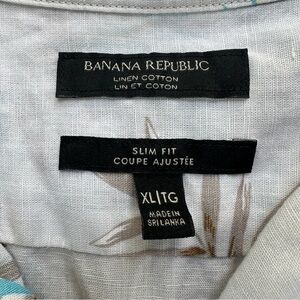 BANANA REPUBLIC
LINEN COTTON
LIN ET COTON
SLIM FIT
COUPE AJUSTÉE
XL|TG
MADE IN
SRI LANKA